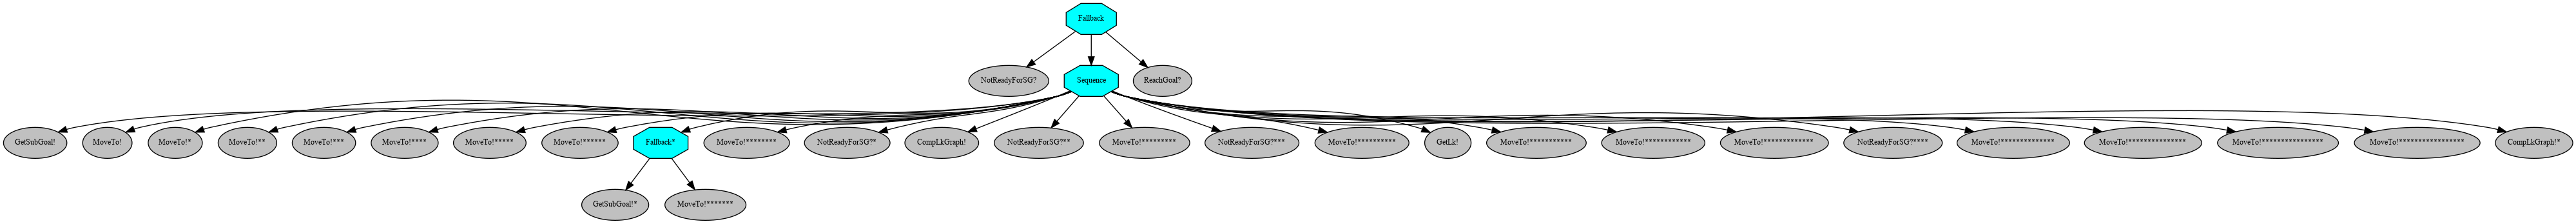 Fallback
NotReadyForSG?
Sequence
ReachGoal?
GetSubGoal!
MoveTo!
MoveTo!*
MoveTo!**
MoveTo!***
MoveTo!****
MoveTo!*****
MoveTo!******
Fallback*
MoveTo!********
NotReadyForSG?*
CompLkGraph!
NotReadyForSG?**
MoveTo!*********
NotReadyForSG?***
MoveTo!**********
GetLk!
MoveTo!***********
MoveTo!************
MoveTo!*************
NotReadyForSG?****
MoveTo!**************
MoveTo!***************
MoveTo!****************
MoveTo!*****************
CompLkGraph!*
GetSubGoal!*
MoveTo!*******